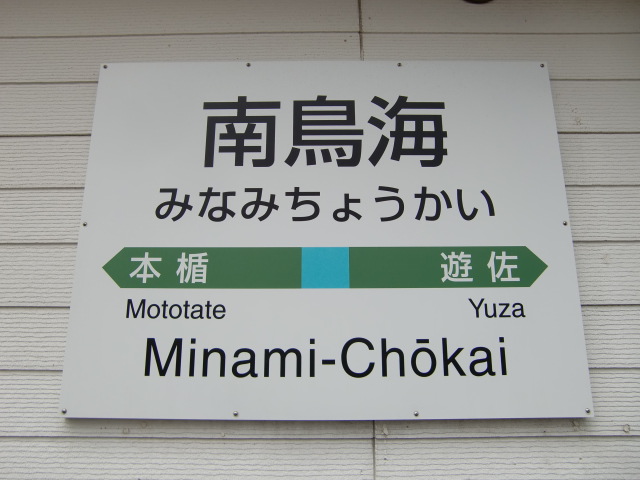 南鳥海
みなみちょうかい
本楯 遊佐
Mototate Yuza
Minami-Chōkai